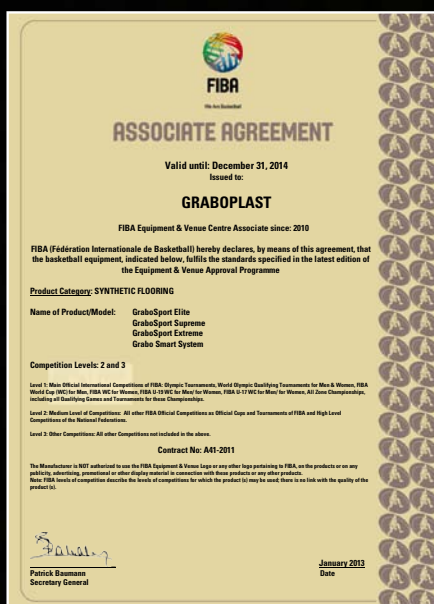 FIBA
We Are Basketball
ASSOCIATE AGREEMENT
Valid until: December 31, 2014
Issued to:
GRABOPLAST
FIBA Equipment & Venue Centre Associate since: 2010
FIBA (Fédération Internationale de Basketball) hereby declares, by means of this agreement, that
the basketball equipment, indicated below, fulfils the standards specified in the latest edition of
the Equipment & Venue Approval Programme
Product Category: SYNTHETIC FLOORING
Name of Product/Model: GraboSport Elite
GraboSport Supreme
GraboSport Extreme
Grabo Smart System
Competition Levels: 2 and 3
Level 1: Main Official International Competitions of FIBA: Olympic Tournaments, World Olympic Qualifying Tournaments for Men & Women, FIBA
World Cup (WC) for Men, FIBA WC for Women, FIBA U-19 WC for Men/ for Women, FIBA U-17 WC for Men/ for Women, All Zone Championships,
including all Qualifying Games and Tournaments for these Championships.
Level 2: Medium Level of Competitions: All other FIBA Official Competitions as Official Cups and Tournaments of FIBA and High Level
Competitions of the National Federations.
Level 3: Other Competitions: All other Competitions not included in the above.
Contract No: A41-2011
The Manufacturer is NOT authorized to use the FIBA Equipment & Venue Logo or any other logo pertaining to FIBA, on the products or on any
publicity, advertising, promotional or other display material in connection with these products or any other products.
Note: FIBA levels of competition describe the levels of competitions for which the product (s) may be used; there is no link with the quality of the
product (s).
Patrick Baumann
Secretary General
January 2013
Date